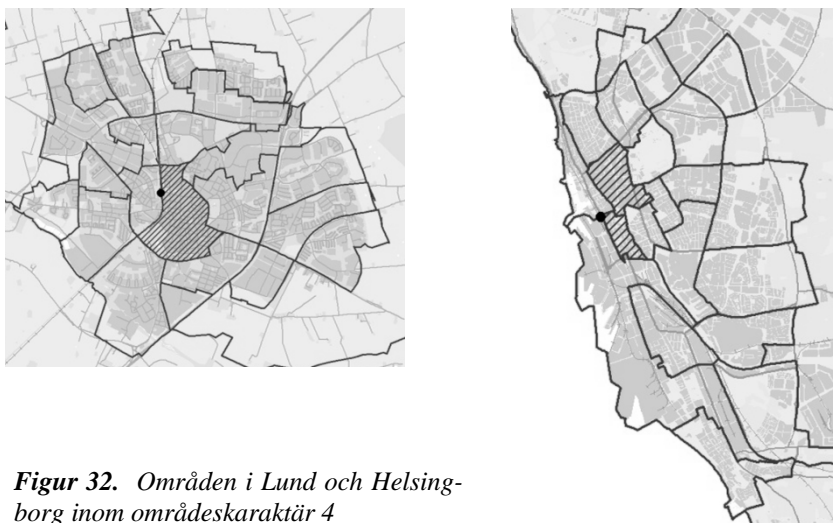 Figur 32. Områden i Lund och Helsing-
borg inom områdeskaraktär 4